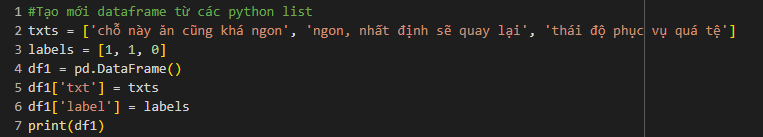 1 #Tạo mới dataframe từ các python list
2 txts = ['chỗ này ăn cũng khá ngon', 'ngon, nhất định sẽ quay lại', 'thái độ phục vụ quá tệ']
3 labels = [1, 1, 0]
4 df1 = pd.DataFrame()
5 df1['txt'] = txts
6 df1['label'] = labels
7 print(df1)